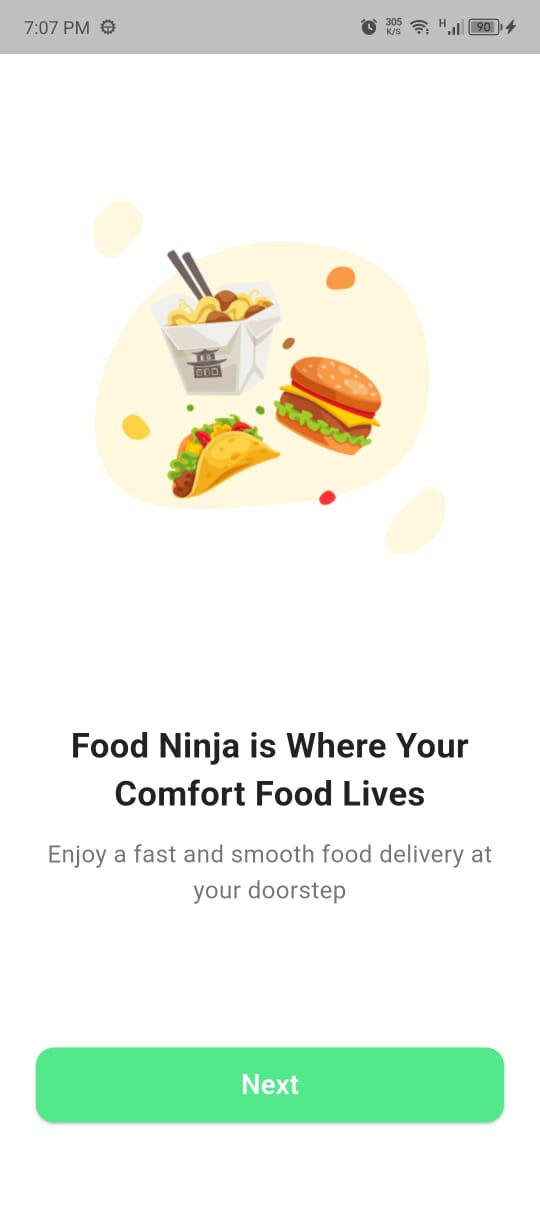 7:07 PM 305 K/S H 90
Food Ninja is Where Your
Comfort Food Lives
Enjoy a fast and smooth food delivery at
your doorstep
Next